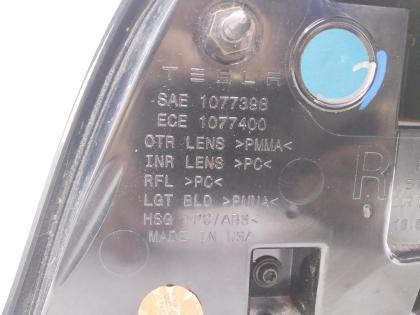 TESLA
SAE 1077398
ECE 1077400
OTR LENS >PMMA<
INR LENS >PC<
RFL >PC<
LGT BLD >PMMA<
HSG >PC/ABS<
MADE IN USA
R